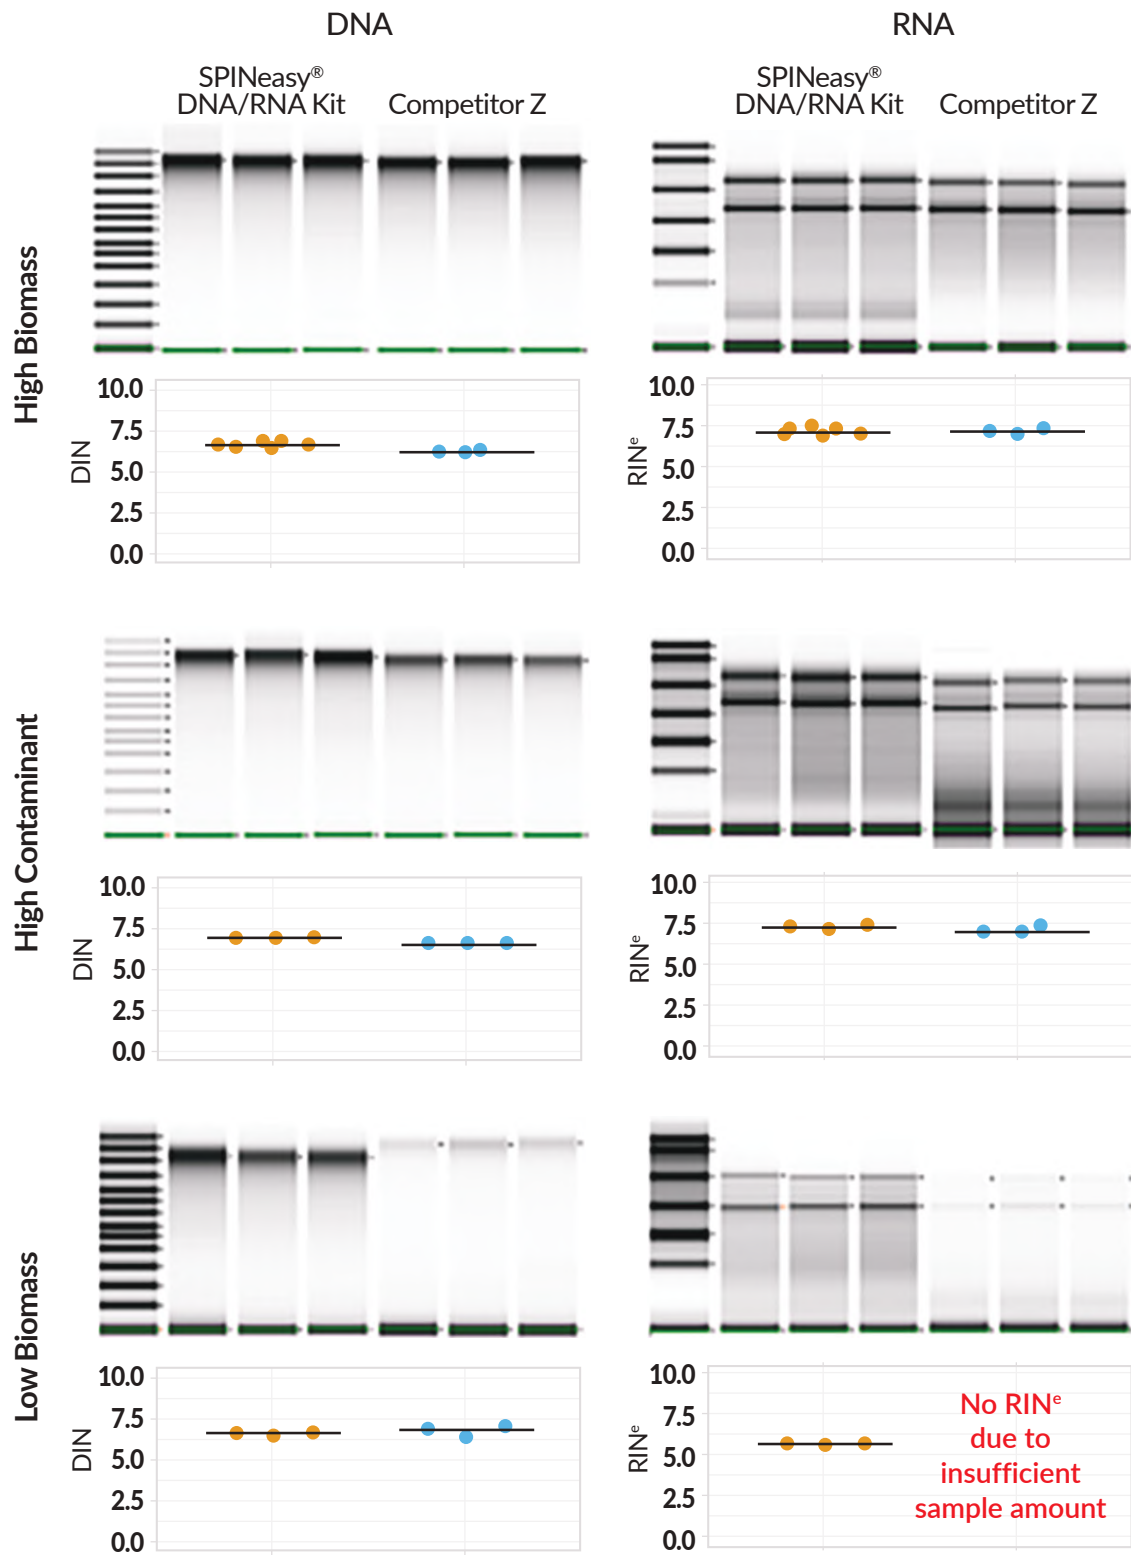 DNA
RNA
SPINeasy®
DNA/RNA Kit
Competitor Z
SPINeasy®
DNA/RNA Kit
Competitor Z
High Biomass
10.0
7.5
5.0
2.5
0.0
DIN
10.0
7.5
5.0
2.5
0.0
RINᵉ
High Contaminant
10.0
7.5
5.0
2.5
0.0
DIN
10.0
7.5
5.0
2.5
0.0
RINᵉ
Low Biomass
10.0
7.5
5.0
2.5
0.0
DIN
10.0
7.5
5.0
2.5
0.0
RINᵉ
No RINᵉ
due to
insufficient
sample amount